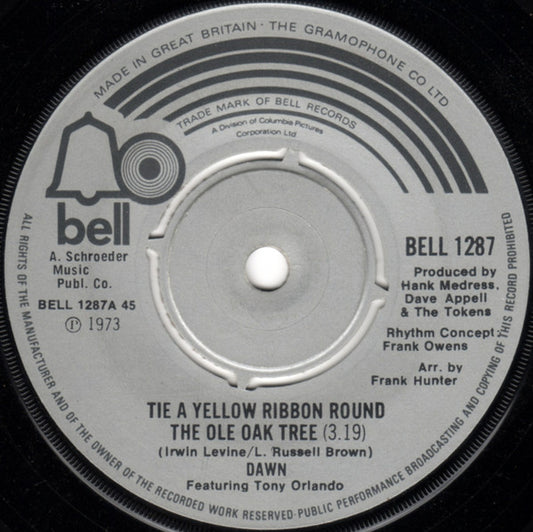 MADE IN GREAT BRITAIN · THE GRAMOPHONE CO LTD
TRADE MARK OF BELL RECORDS
A Division of Columbia Pictures
Corporation Ltd
bell
A. Schroeder
Music
Publ. Co.
BELL 1287A 45
Ⓟ 1973
BELL 1287
Produced by
Hank Medress,
Dave Appell
& The Tokens
Rhythm Concept:
Frank Owens
Arr. by
Frank Hunter
TIE A YELLOW RIBBON ROUND
THE OLE OAK TREE (3.19)
(Irwin Levine/L. Russell Brown)
DAWN
Featuring Tony Orlando
ALL RIGHTS OF THE MANUFACTURER AND OF THE OWNER OF THE RECORDED WORK RESERVED·PUBLIC PERFORMANCE BROADCASTING AND COPYING OF THIS RECORD PROHIBITED